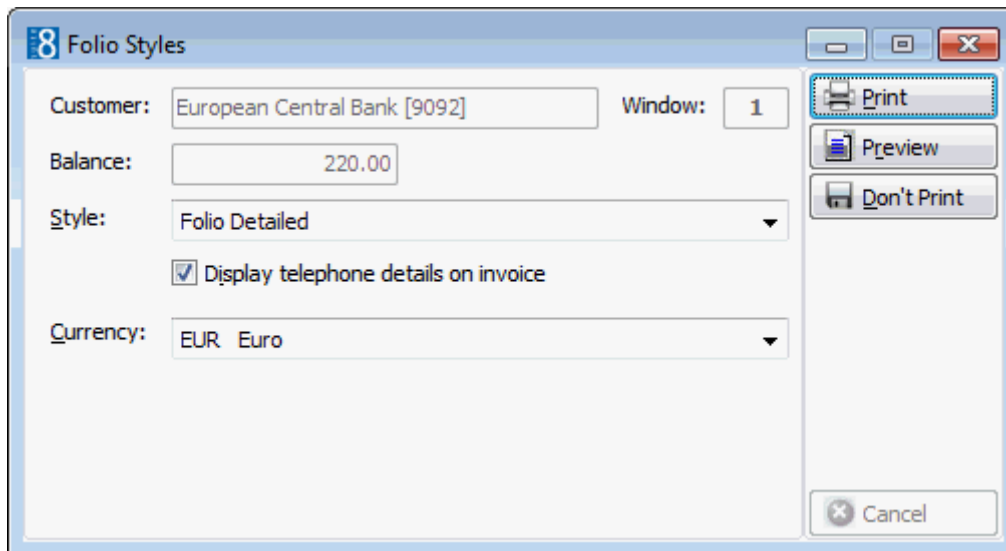 8 Folio Styles
Customer: European Central Bank [9092] Window: 1
Balance: 220.00
Style: Folio Detailed
Display telephone details on invoice
Currency: EUR Euro
Print
Preview
Don't Print
Cancel